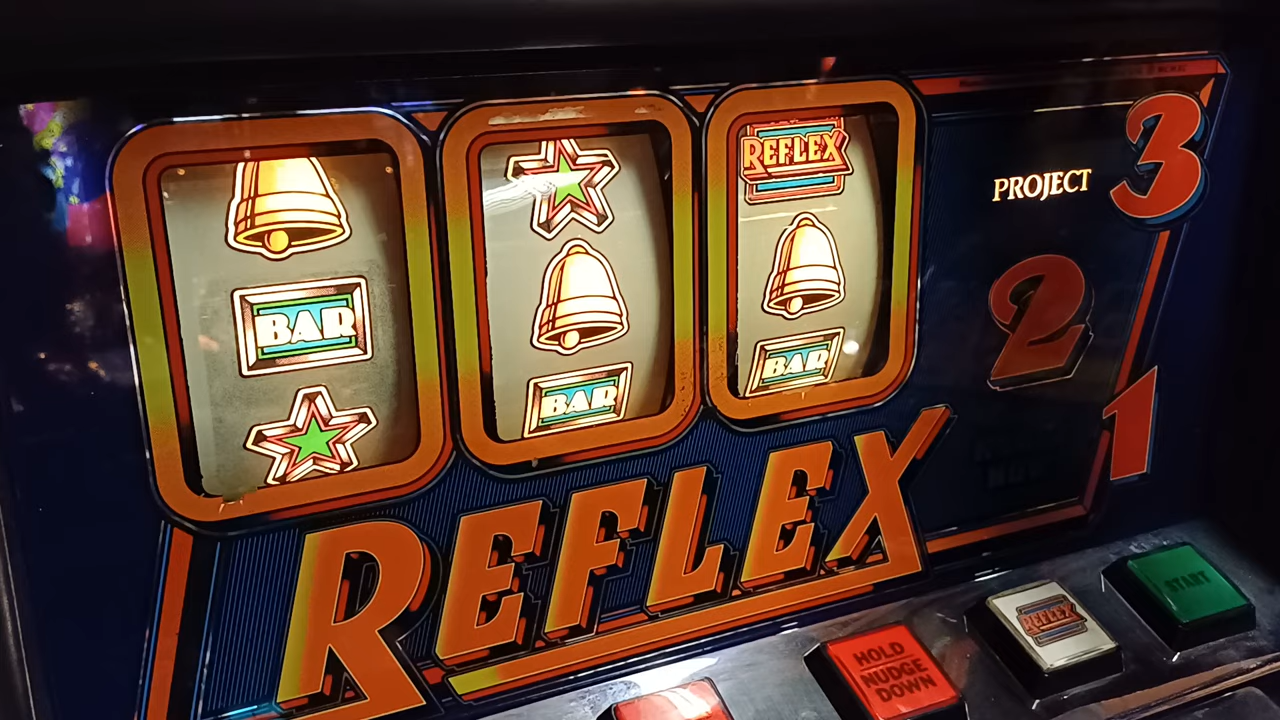 REFLEX
BAR
BAR
BAR
PROJECT 3
2
1
REFLEX
HOLD
NUDGE
DOWN
REFLEX
START